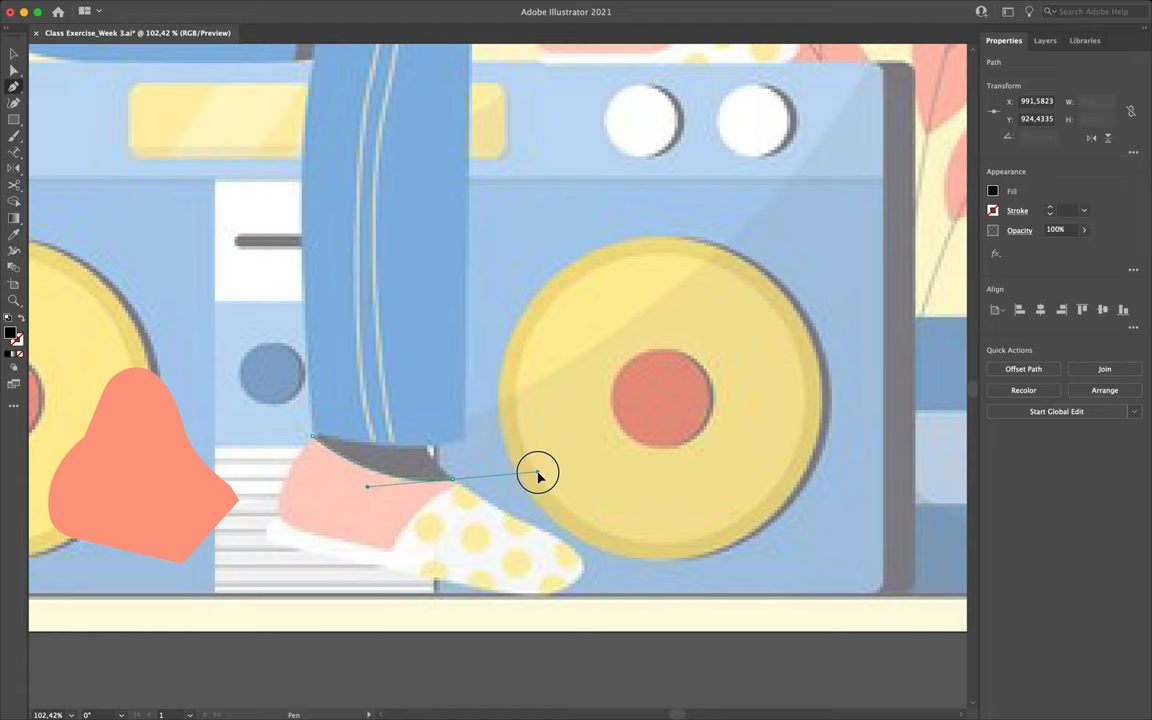 Adobe Illustrator 2021
Search Adobe Help
Class Exercise_Week 3.ai* @ 102,42 % (RGB/Preview)
Properties
Layers
Libraries
Path
Transform
X:
991,5823
W:
Y:
924,4335
H:
Appearance
Fill
Stroke
Opacity
100%
fx.
Align
Quick Actions
Offset Path
Join
Recolor
Arrange
Start Global Edit
102,42%
0°
1
Pen